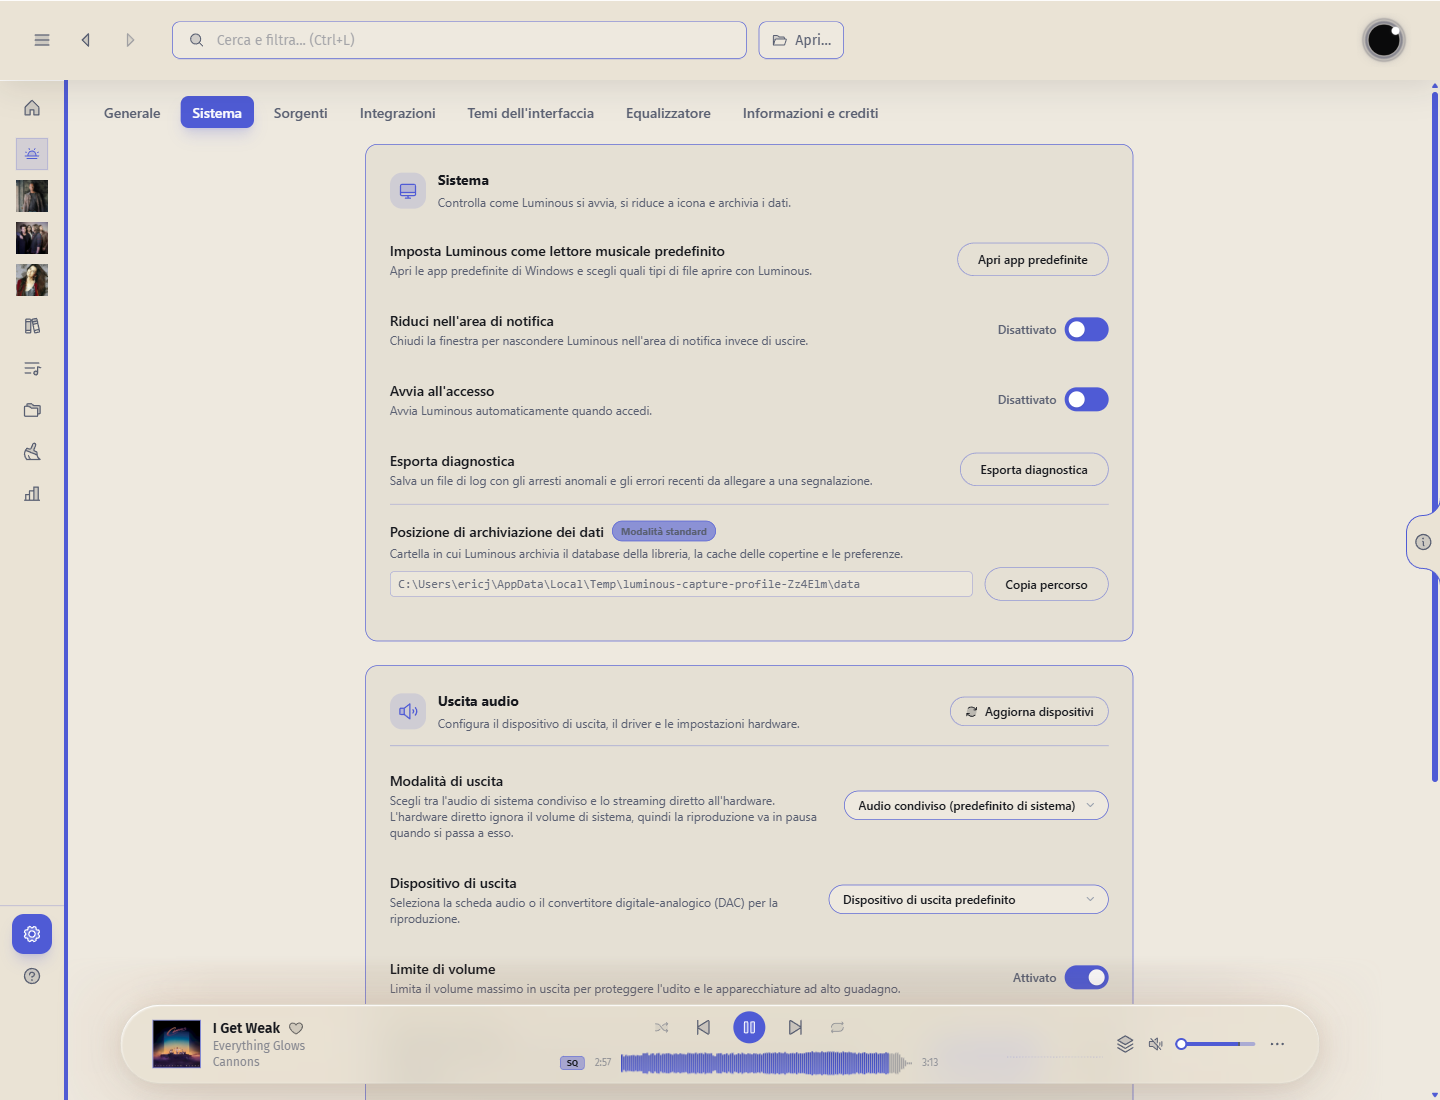 Cerca e filtra... (Ctrl+L)
Apri...
Generale
Sistema
Sorgenti
Integrazioni
Temi dell'interfaccia
Equalizzatore
Informazioni e crediti
Sistema
Controlla come Luminous si avvia, si riduce a icona e archivia i dati.
Imposta Luminous come lettore musicale predefinito
Apri le app predefinite di Windows e scegli quali tipi di file aprire con Luminous.
Apri app predefinite
Riduci nell'area di notifica
Chiudi la finestra per nascondere Luminous nell'area di notifica invece di uscire.
Disattivato
Avvia all'accesso
Avvia Luminous automaticamente quando accedi.
Disattivato
Esporta diagnostica
Salva un file di log con gli arresti anomali e gli errori recenti da allegare a una segnalazione.
Esporta diagnostica
Posizione di archiviazione dei dati
Modalità standard
Cartella in cui Luminous archivia il database della libreria, la cache delle copertine e le preferenze.
C:\Users\ericj\AppData\Local\Temp\luminous-capture-profile-Zz4Elm\data
Copia percorso
Uscita audio
Configura il dispositivo di uscita, il driver e le impostazioni hardware.
Aggiorna dispositivi
Modalità di uscita
Scegli tra l'audio di sistema condiviso e lo streaming diretto all'hardware.
L'hardware diretto ignora il volume di sistema, quindi la riproduzione va in pausa
quando si passa a esso.
Audio condiviso (predefinito di sistema)
Dispositivo di uscita
Seleziona la scheda audio o il convertitore digitale-analogico (DAC) per la
riproduzione.
Dispositivo di uscita predefinito
Limite di volume
Limita il volume massimo in uscita per proteggere l'udito e le apparecchiature ad alto guadagno.
Attivato
I Get Weak
Everything Glows
Cannons
SQ
2:57
3:13